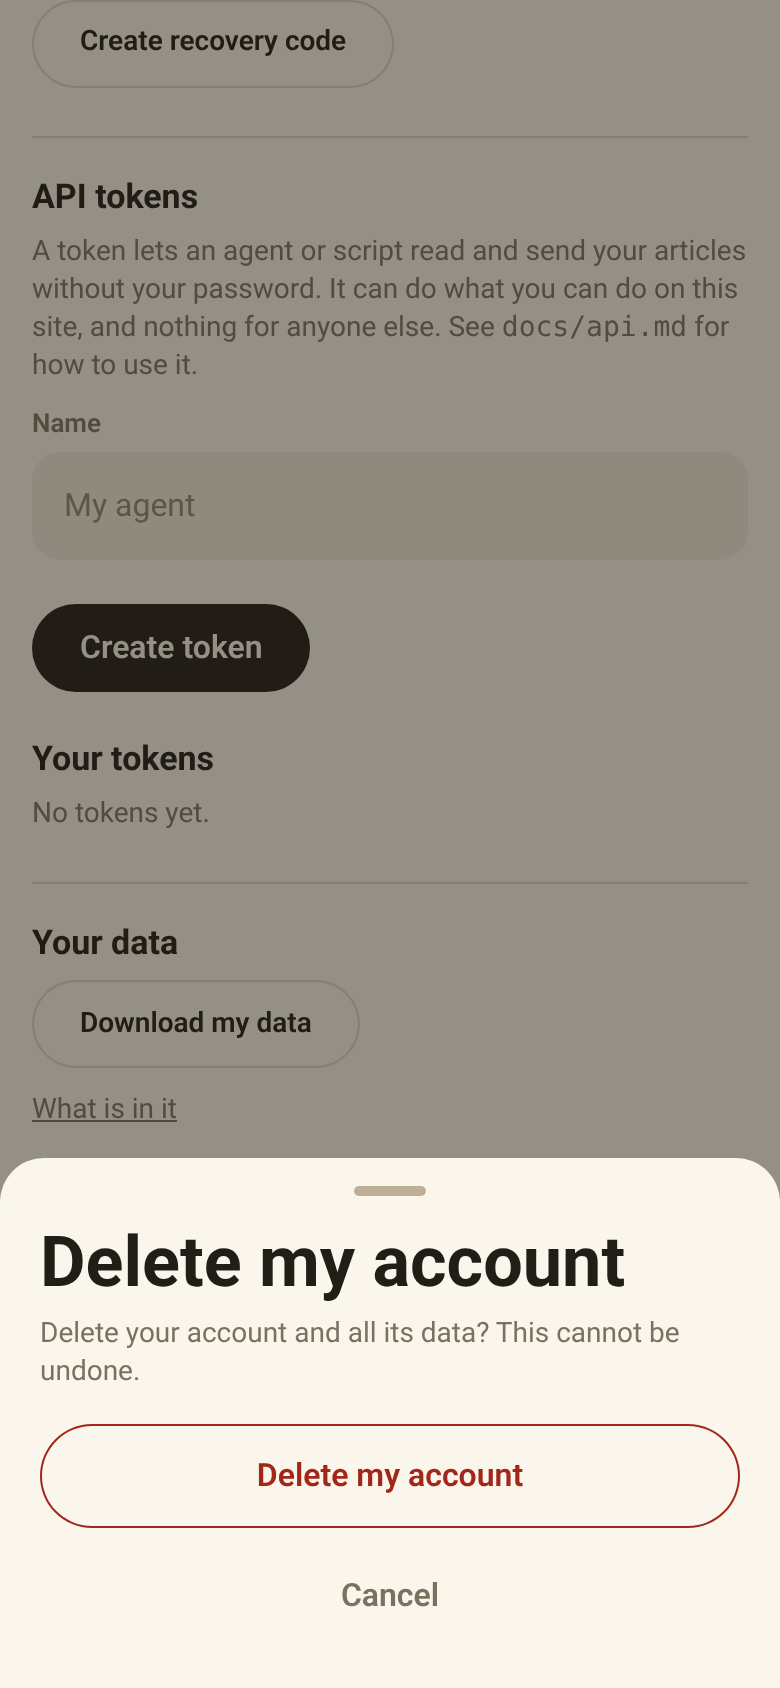 Create recovery code
API tokens
A token lets an agent or script read and send your articles
without your password. It can do what you can do on this
site, and nothing for anyone else. See docs/api.md for
how to use it.
Name
My agent
Create token
Your tokens
No tokens yet.
Your data
Download my data
What is in it
Delete my account
Delete your account and all its data? This cannot be
undone.
Delete my account
Cancel